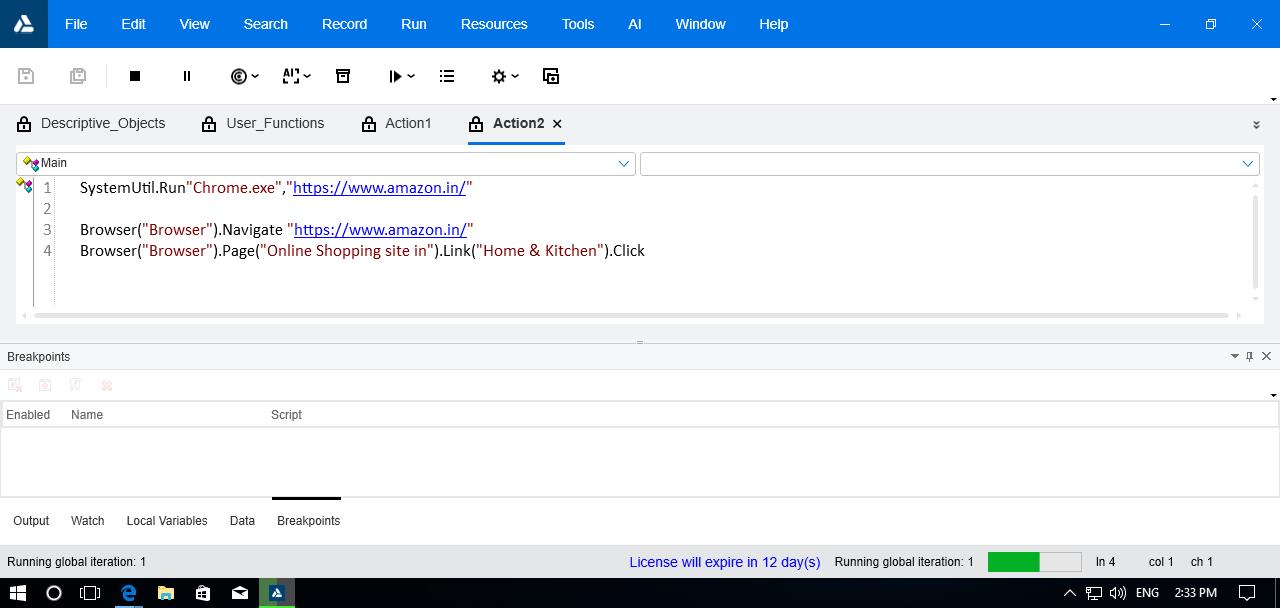 File Edit View Search Record Run Resources Tools AI Window Help
AI
Descriptive_Objects User_Functions Action1 Action2
Main
1 SystemUtil.Run"Chrome.exe","https://www.amazon.in/"
2
3 Browser("Browser").Navigate "https://www.amazon.in/"
4 Browser("Browser").Page("Online Shopping site in").Link("Home & Kitchen").Click
Breakpoints
Enabled Name Script
Output Watch Local Variables Data Breakpoints
Running global iteration: 1 License will expire in 12 day(s) Running global iteration: 1 ln 4 col 1 ch 1
ENG 2:33 PM